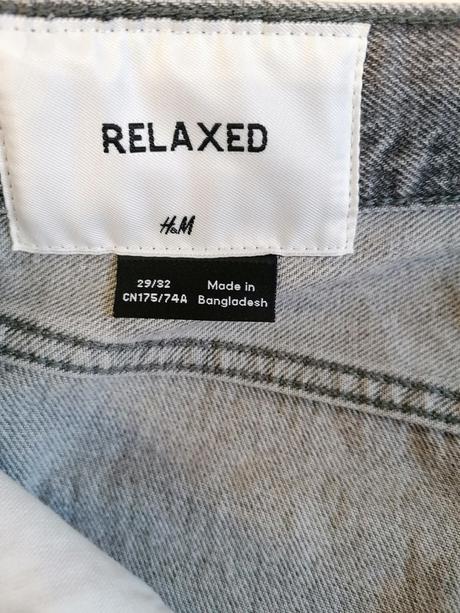 RELAXED
H&M
29/32
CN175/74A
Made in
Bangladesh